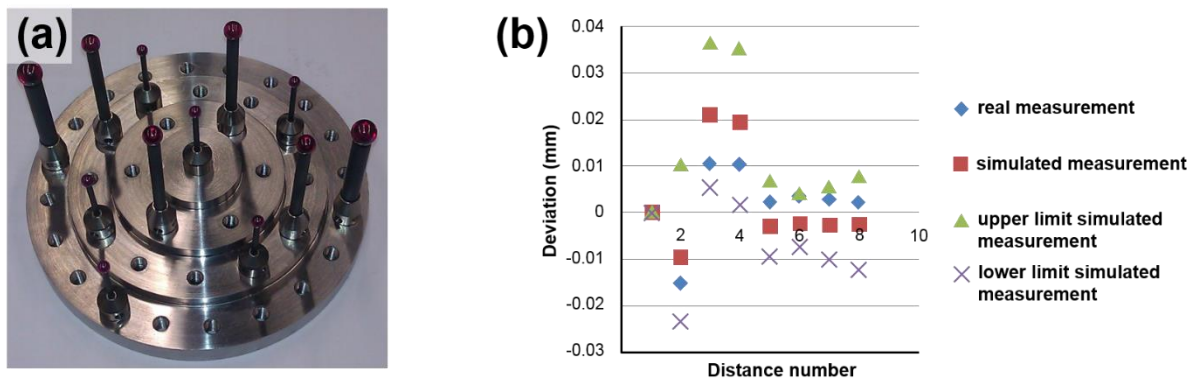 (a)
(b)
0.04
0.03
0.02
0.01
0
-0.01
-0.02
-0.03
2
4
6
8
10
Deviation (mm)
Distance number
real measurement
simulated measurement
upper limit simulated
measurement
lower limit simulated
measurement